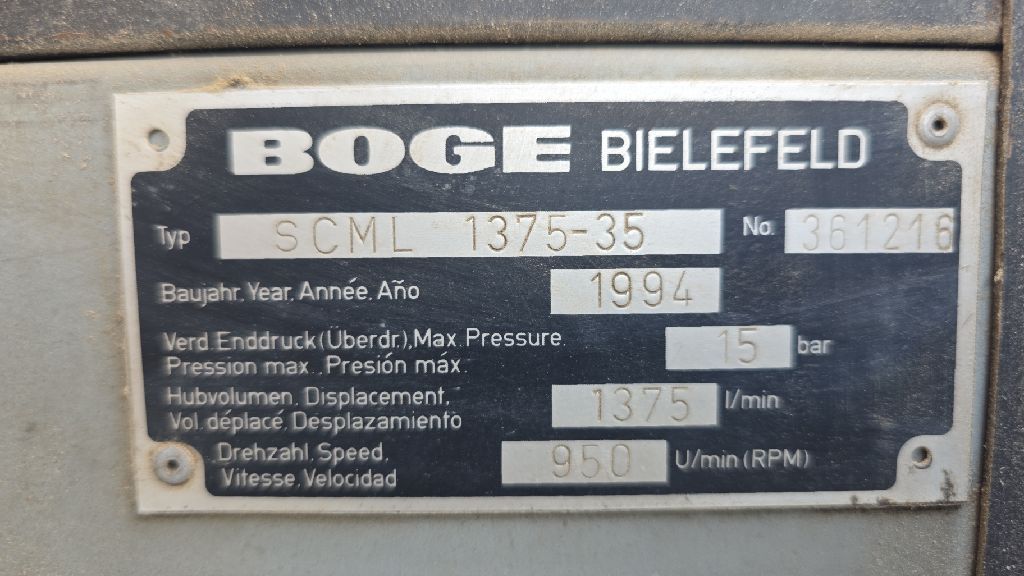 BOGE BIELEFELD
Typ SCML 1375-35 No. 361216
Baujahr. Year. Année. Año 1994
Verd. Enddruck (Überdr.), Max. Pressure. 15 bar
Pression max.. Presión máx.
Hubvolumen. Displacement, 1375 l/min
Vol. déplacé. Desplazamiento
Drehzahl. Speed, 950 U/min (RPM)
Vitesse. Velocidad